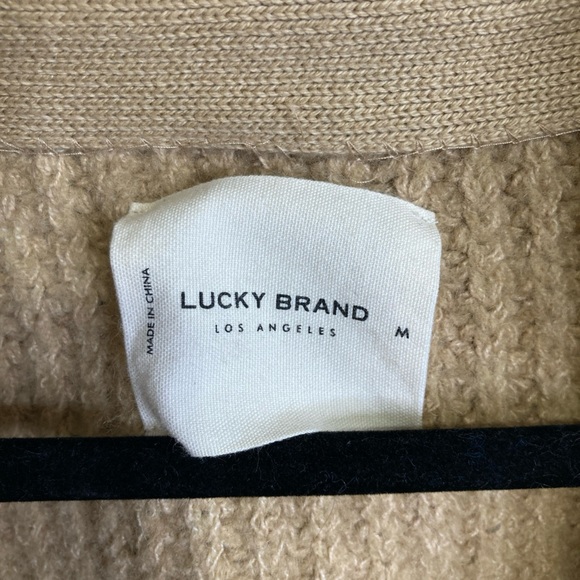 MADE IN CHINA
LUCKY BRAND
LOS ANGELES
M